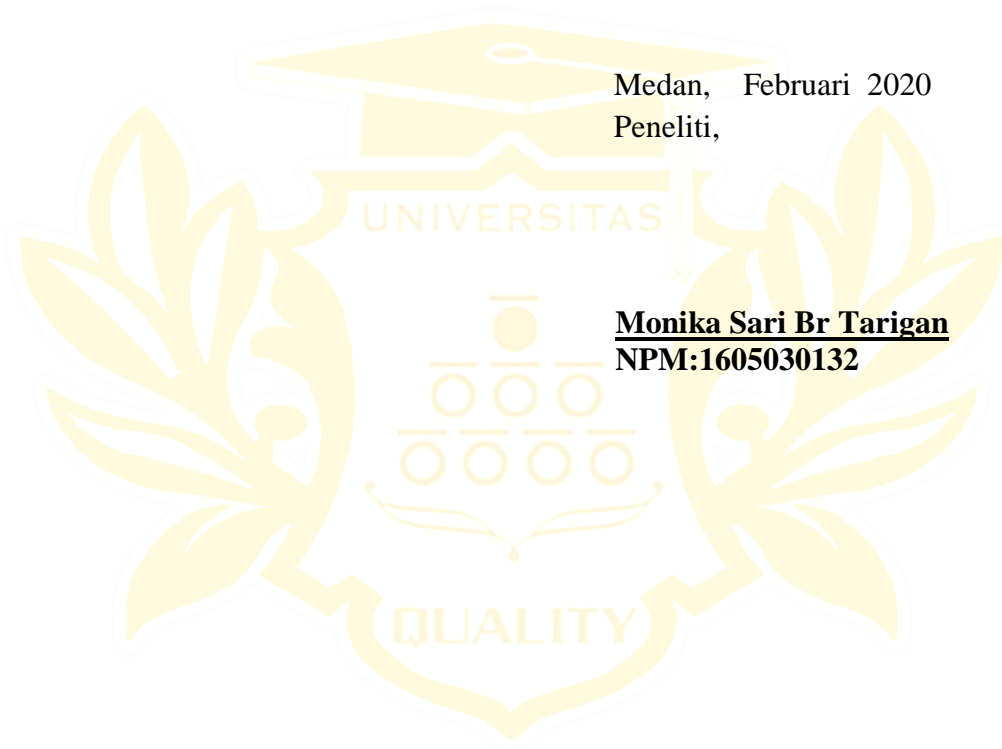 Medan, Februari 2020
Peneliti,
UNIVERSITAS
Monika Sari Br Tarigan
NPM:1605030132
QUALITY